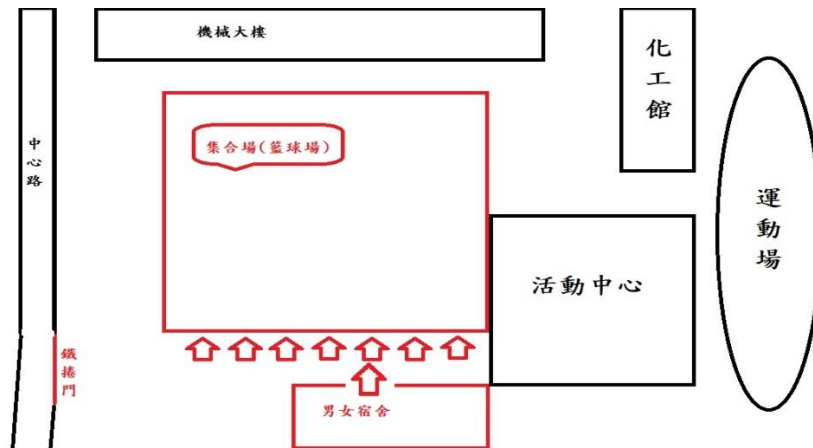 機械大樓
化工館
中心路
集合場(籃球場)
運動場
活動中心
鐵捲門
男女宿舍